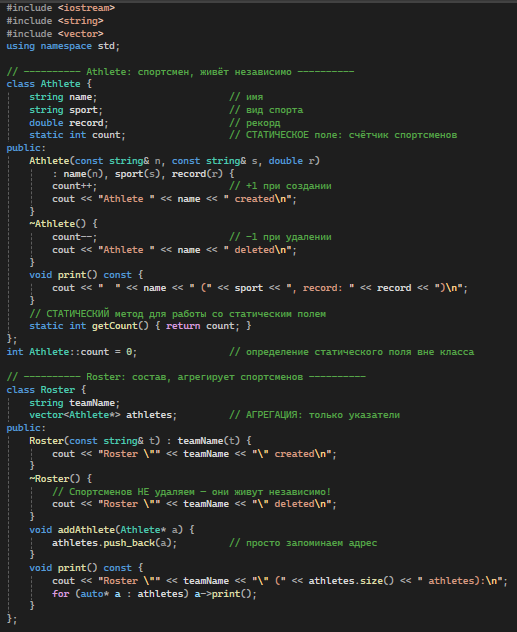 #include <iostream>
#include <string>
#include <vector>
using namespace std;
// ---------- Athlete: спортсмен, живёт независимо ----------
class Athlete {
string name; // имя
string sport; // вид спорта
double record; // рекорд
static int count; // СТАТИЧЕСКОЕ поле: счётчик спортсменов
public:
Athlete(const string& n, const string& s, double r)
: name(n), sport(s), record(r) {
count++; // +1 при создании
cout << "Athlete " << name << " created\n";
}
~Athlete() {
count--; // −1 при удалении
cout << "Athlete " << name << " deleted\n";
}
void print() const {
cout << "  " << name << " (" << sport << ", record: " << record << ")\n";
}
// СТАТИЧЕСКИЙ метод для работы со статическим полем
static int getCount() { return count; }
};
int Athlete::count = 0; // определение статического поля вне класса
// ---------- Roster: состав, агрегирует спортсменов ----------
class Roster {
string teamName;
vector<Athlete*> athletes; // АГРЕГАЦИЯ: только указатели
public:
Roster(const string& t) : teamName(t) {
cout << "Roster \"" << teamName << "\" created\n";
}
~Roster() {
// Спортсменов НЕ удаляем — они живут независимо!
cout << "Roster \"" << teamName << "\" deleted\n";
}
void addAthlete(Athlete* a) {
athletes.push_back(a); // просто запоминаем адрес
}
void print() const {
cout << "Roster \"" << teamName << "\" (" << athletes.size() << " athletes):\n";
for (auto* a : athletes) a->print();
}
};